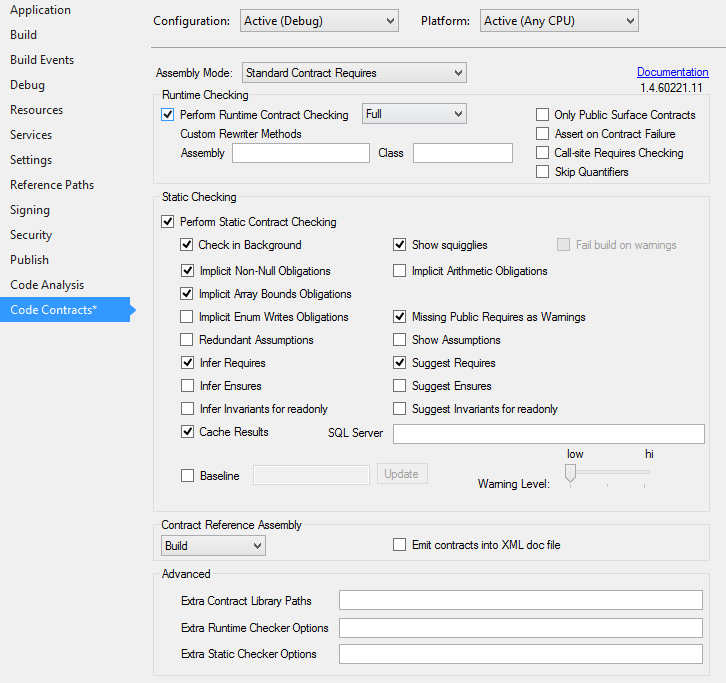 Application
Build
Build Events
Debug
Resources
Services
Settings
Reference Paths
Signing
Security
Publish
Code Analysis
Code Contracts*
Configuration: Active (Debug) Platform: Active (Any CPU)
Assembly Mode: Standard Contract Requires Documentation
1.4.60221.11
Runtime Checking
Perform Runtime Contract Checking Full Only Public Surface Contracts
Custom Rewriter Methods Assert on Contract Failure
Assembly Class Call-site Requires Checking
Skip Quantifiers
Static Checking
Perform Static Contract Checking
Check in Background Show squigglies Fail build on warnings
Implicit Non-Null Obligations Implicit Arithmetic Obligations
Implicit Array Bounds Obligations
Implicit Enum Writes Obligations Missing Public Requires as Warnings
Redundant Assumptions Show Assumptions
Infer Requires Suggest Requires
Infer Ensures Suggest Ensures
Infer Invariants for readonly Suggest Invariants for readonly
Cache Results SQL Server
low hi
Baseline Update
Warning Level:
Contract Reference Assembly
Build Emit contracts into XML doc file
Advanced
Extra Contract Library Paths
Extra Runtime Checker Options
Extra Static Checker Options